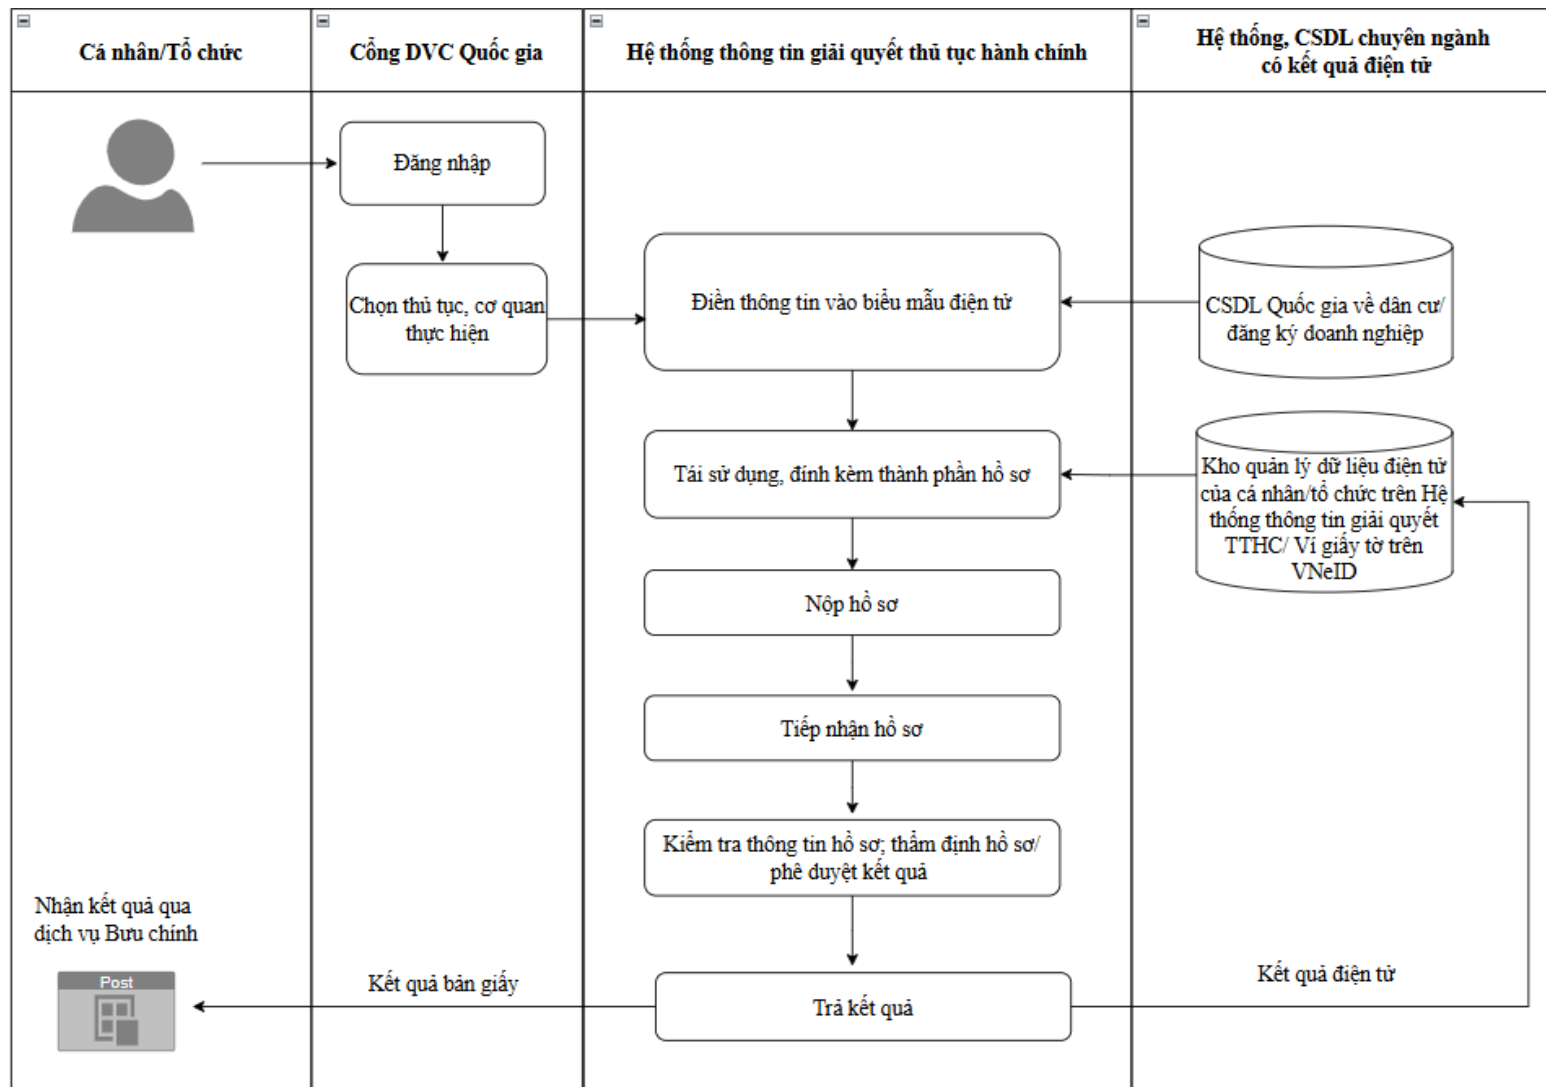 Cá nhân/Tổ chức
Cổng DVC Quốc gia
Hệ thống thông tin giải quyết thủ tục hành chính
Hệ thống, CSDL chuyên ngành
có kết quả điện tử
Đăng nhập
Chọn thủ tục, cơ quan
thực hiện
Điền thông tin vào biểu mẫu điện tử
CSDL Quốc gia về dân cư/
đăng ký doanh nghiệp
Tái sử dụng, đính kèm thành phần hồ sơ
Kho quản lý dữ liệu điện tử
của cá nhân/tổ chức trên Hệ
thống thông tin giải quyết
TTHC/ Ví giấy tờ trên
VNeID
Nộp hồ sơ
Tiếp nhận hồ sơ
Kiểm tra thông tin hồ sơ; thẩm định hồ sơ/
phê duyệt kết quả
Nhận kết quả qua
dịch vụ Bưu chính
Post
Kết quả bản giấy
Trả kết quả
Kết quả điện tử